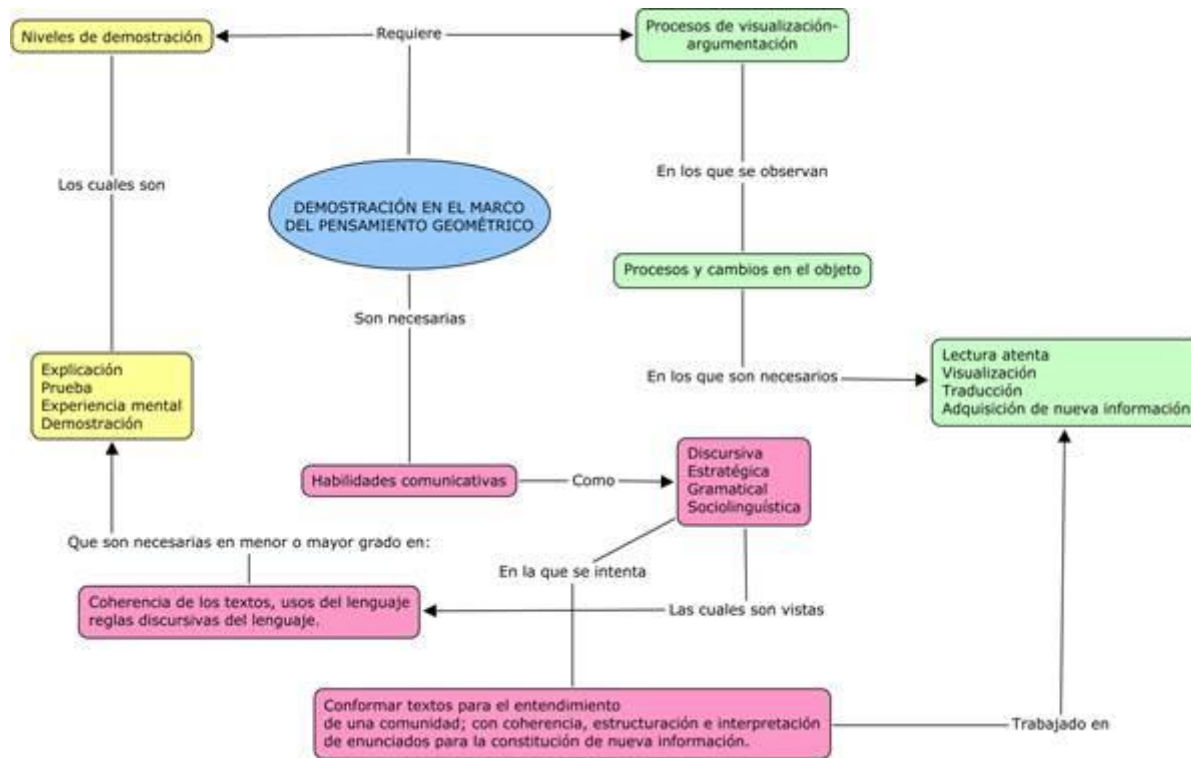 Niveles de demostración
Requiere
Procesos de visualización-
argumentación
Los cuales son
En los que se observan
DEMOSTRACIÓN EN EL MARCO
DEL PENSAMIENTO GEOMÉTRICO
Procesos y cambios en el objeto
Son necesarias
Explicación
Prueba
Experiencia mental
Demostración
En los que son necesarios
Lectura atenta
Visualización
Traducción
Adquisición de nueva información
Habilidades comunicativas
Como
Discursiva
Estratégica
Gramatical
Sociolinguística
Que son necesarias en menor o mayor grado en:
En la que se intenta
Coherencia de los textos, usos del lenguaje
reglas discursivas del lenguaje.
Las cuales son vistas
Conformar textos para el entendimiento
de una comunidad; con coherencia, estructuración e interpretación
de enunciados para la constitución de nueva información.
Trabajado en